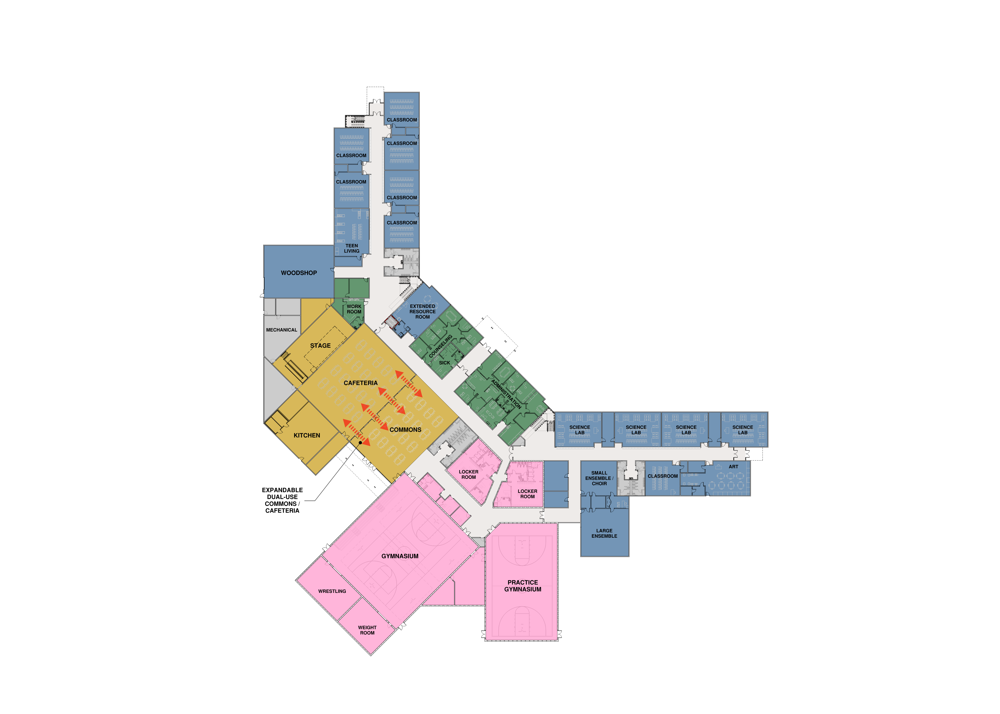 CLASSROOM
CLASSROOM
CLASSROOM
CLASSROOM
CLASSROOM
CLASSROOM
TEEN
LIVING
WOODSHOP
WORK
ROOM
EXTENDED
RESOURCE
ROOM
MECHANICAL
STAGE
COUNSELING
SICK
CAFETERIA
ADMINISTRATION
COMMONS
KITCHEN
SCIENCE
LAB
SCIENCE
LAB
SCIENCE
LAB
SCIENCE
LAB
LOCKER
ROOM
LOCKER
ROOM
SMALL
ENSEMBLE /
CHOIR
CLASSROOM
ART
EXPANDABLE
DUAL-USE
COMMONS /
CAFETERIA
LARGE
ENSEMBLE
GYMNASIUM
PRACTICE
GYMNASIUM
WRESTLING
WEIGHT
ROOM